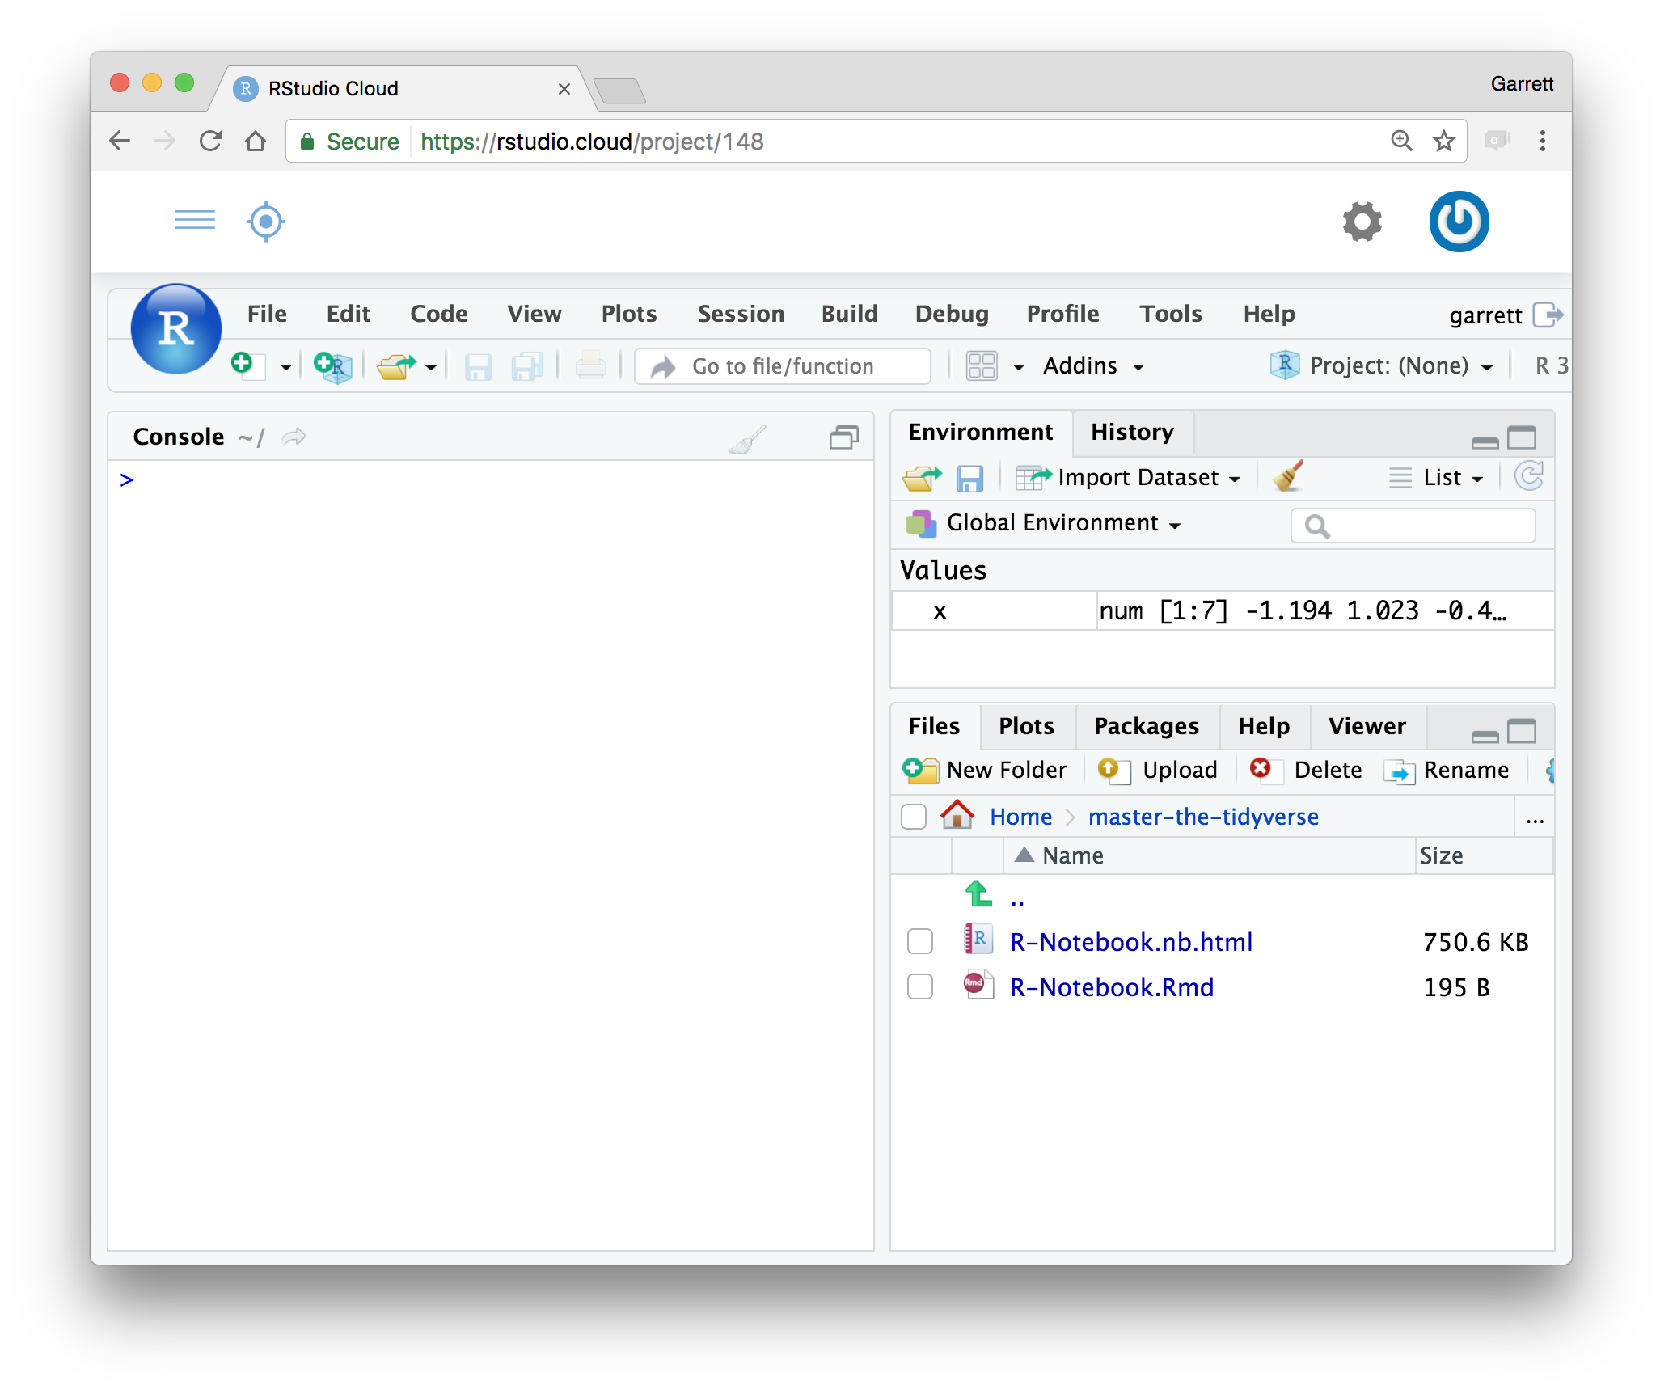 RStudio Cloud
Garrett
Secure https://rstudio.cloud/project/148
R File Edit Code View Plots Session Build Debug Profile Tools Help garrett
Go to file/function Addins Project: (None) R 3
Console ~/
>
Environment History
Import Dataset List
Global Environment
Values
x num [1:7] -1.194 1.023 -0.4…
Files Plots Packages Help Viewer
New Folder Upload Delete Rename
Home master-the-tidyverse ...
Name Size
..
R-Notebook.nb.html 750.6 KB
R-Notebook.Rmd 195 B